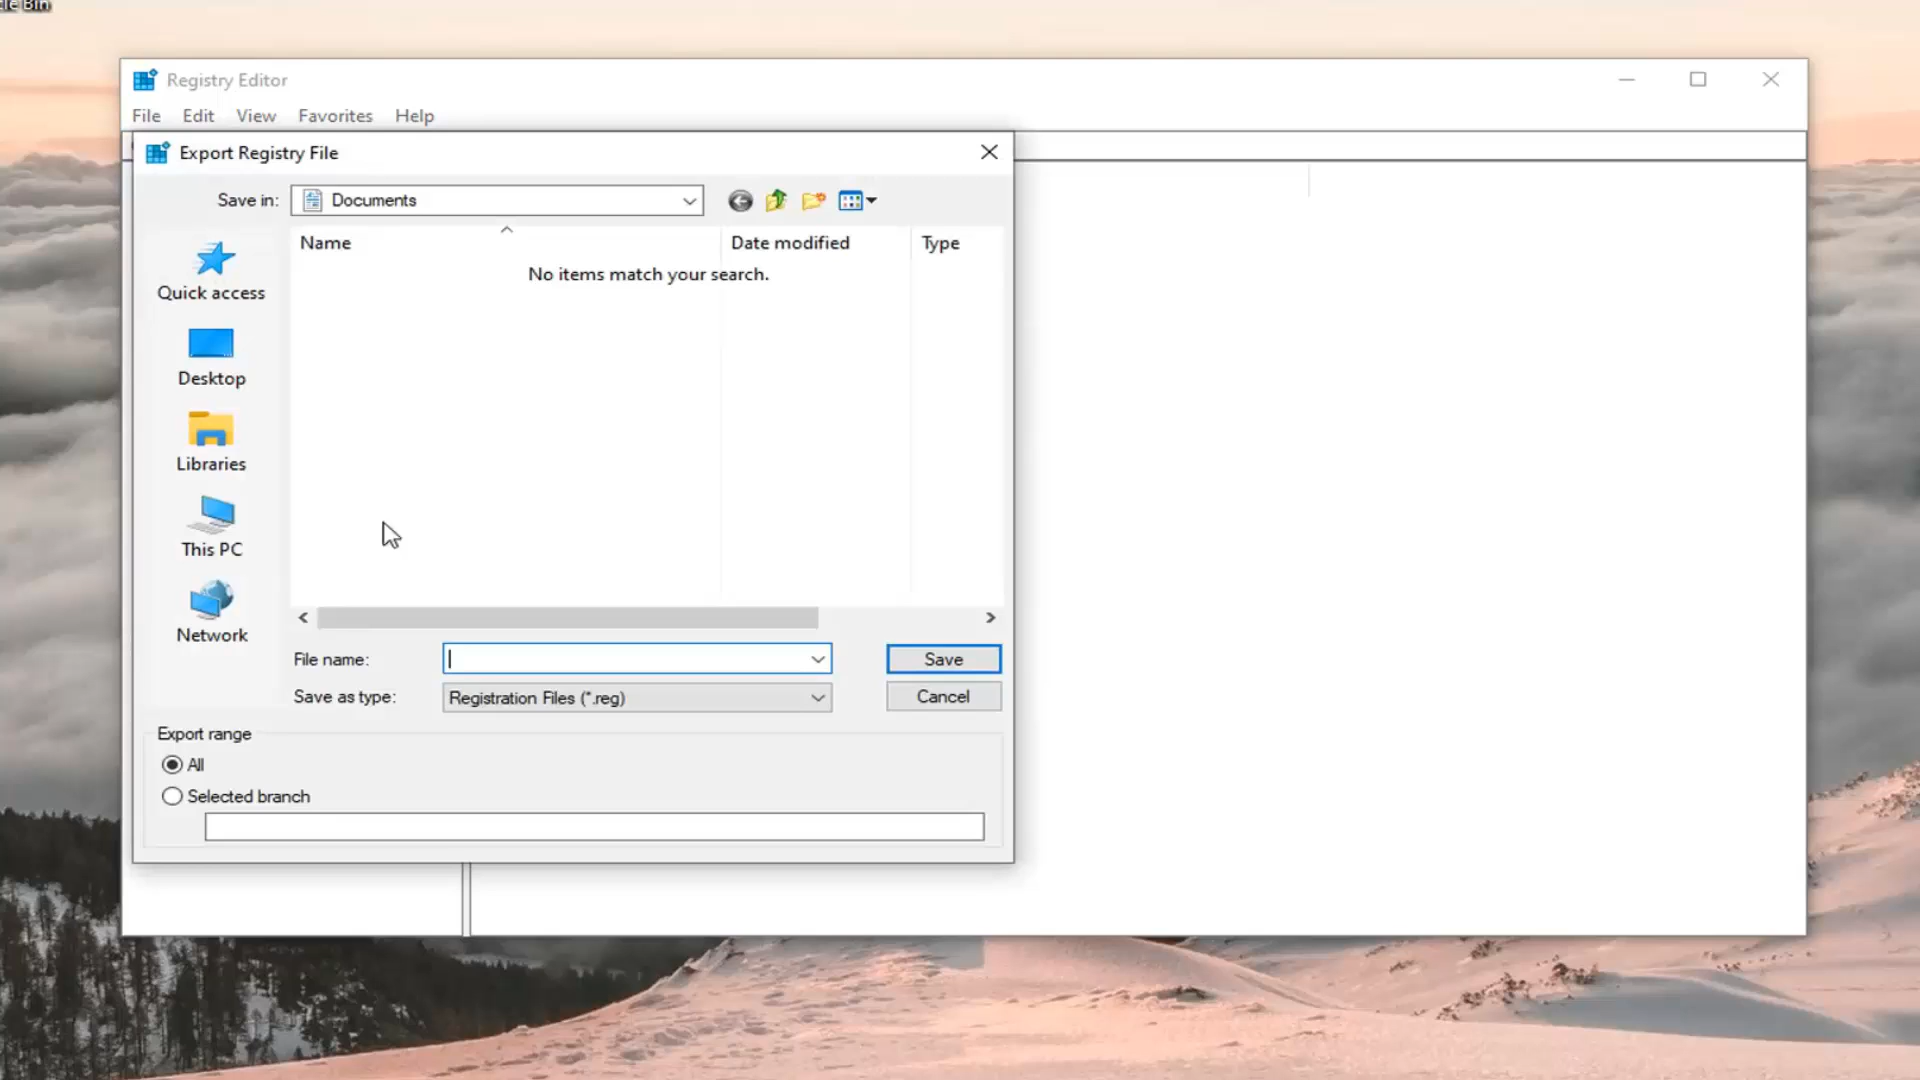 cle Bin
Registry Editor
File Edit View Favorites Help
Export Registry File
Save in: Documents
Name Date modified Type
No items match your search.
Quick access
Desktop
Libraries
This PC
Network
File name: Save
Save as type: Registration Files (*.reg) Cancel
Export range
All
Selected branch